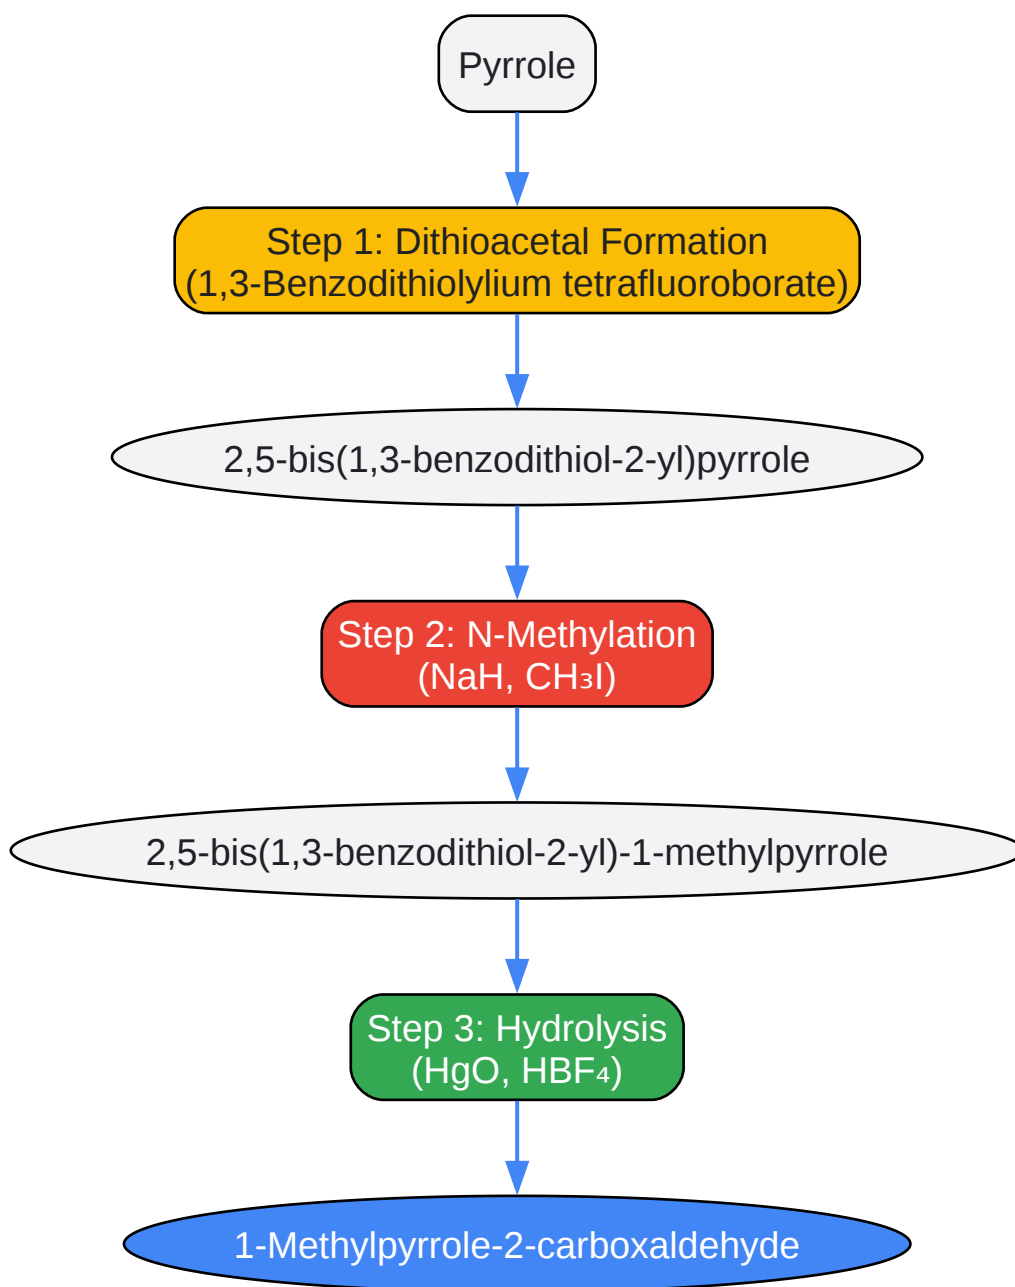 Pyrrole
Step 1: Dithioacetal Formation
(1,3-Benzodithiolylium tetrafluoroborate)
2,5-bis(1,3-benzodithiol-2-yl)pyrrole
Step 2: N-Methylation
(NaH, CH₃I)
2,5-bis(1,3-benzodithiol-2-yl)-1-methylpyrrole
Step 3: Hydrolysis
(HgO, HBF₄)
1-Methylpyrrole-2-carboxaldehyde